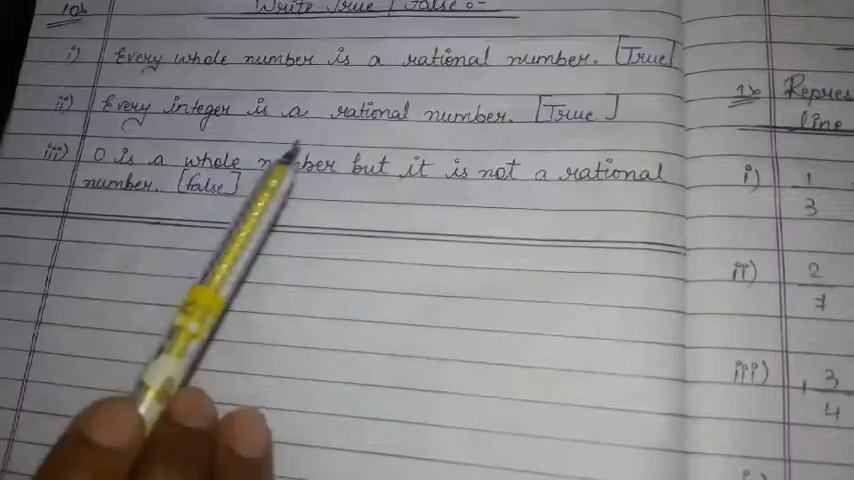 10)
Write True / False :-
i) Every whole number is a rational number. [True]
ii) Every integer is a rational number. [True]
iii) 0 is a whole number but it is not a rational
number. [false]
1)
Repres
line
i) 1
3
ii) 2
7
iii) 3
4